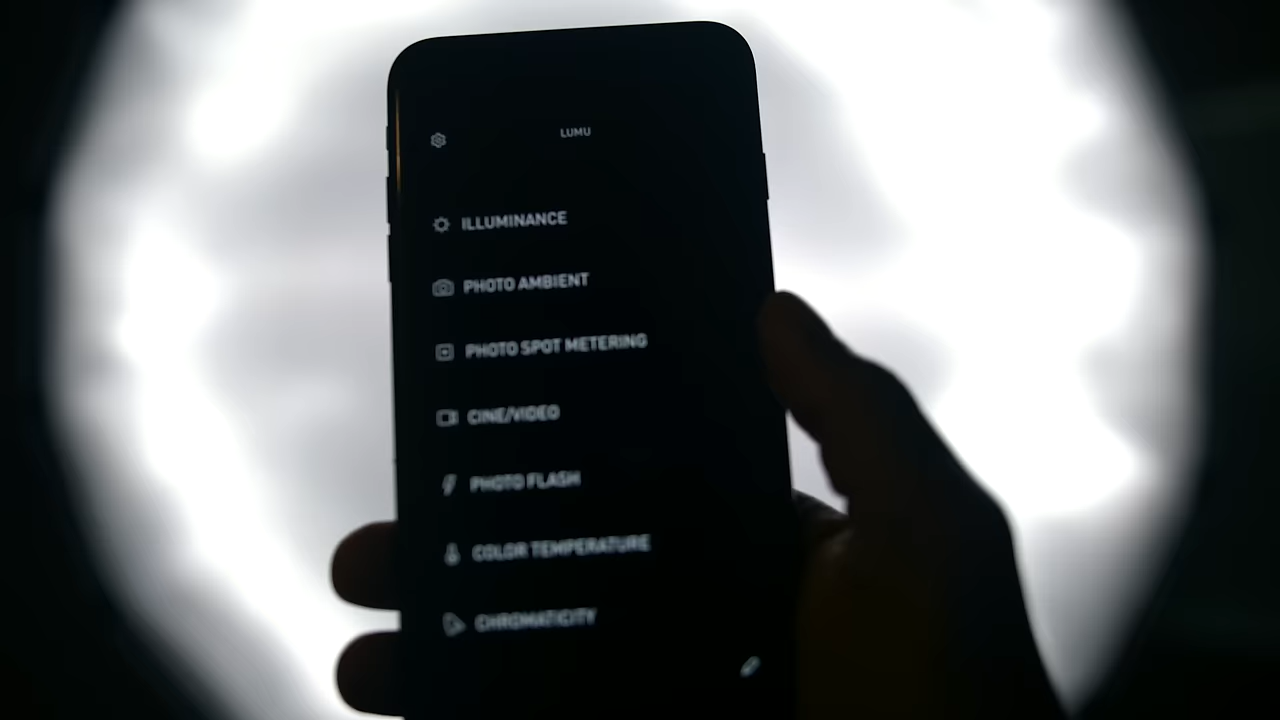 LUMU
ILLUMINANCE
PHOTO AMBIENT
PHOTO SPOT METERING
CINE/VIDEO
PHOTO FLASH
COLOR TEMPERATURE
CHROMATICITY